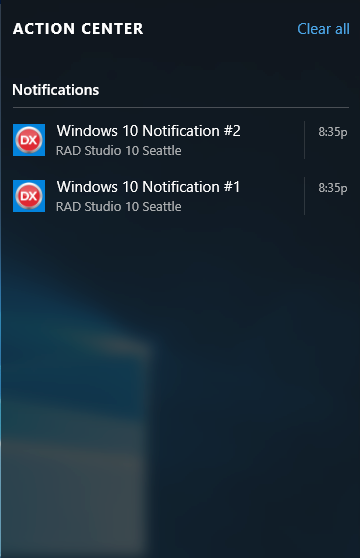 ACTION CENTER Clear all
Notifications
DX Windows 10 Notification #2 8:35p
RAD Studio 10 Seattle
DX Windows 10 Notification #1 8:35p
RAD Studio 10 Seattle